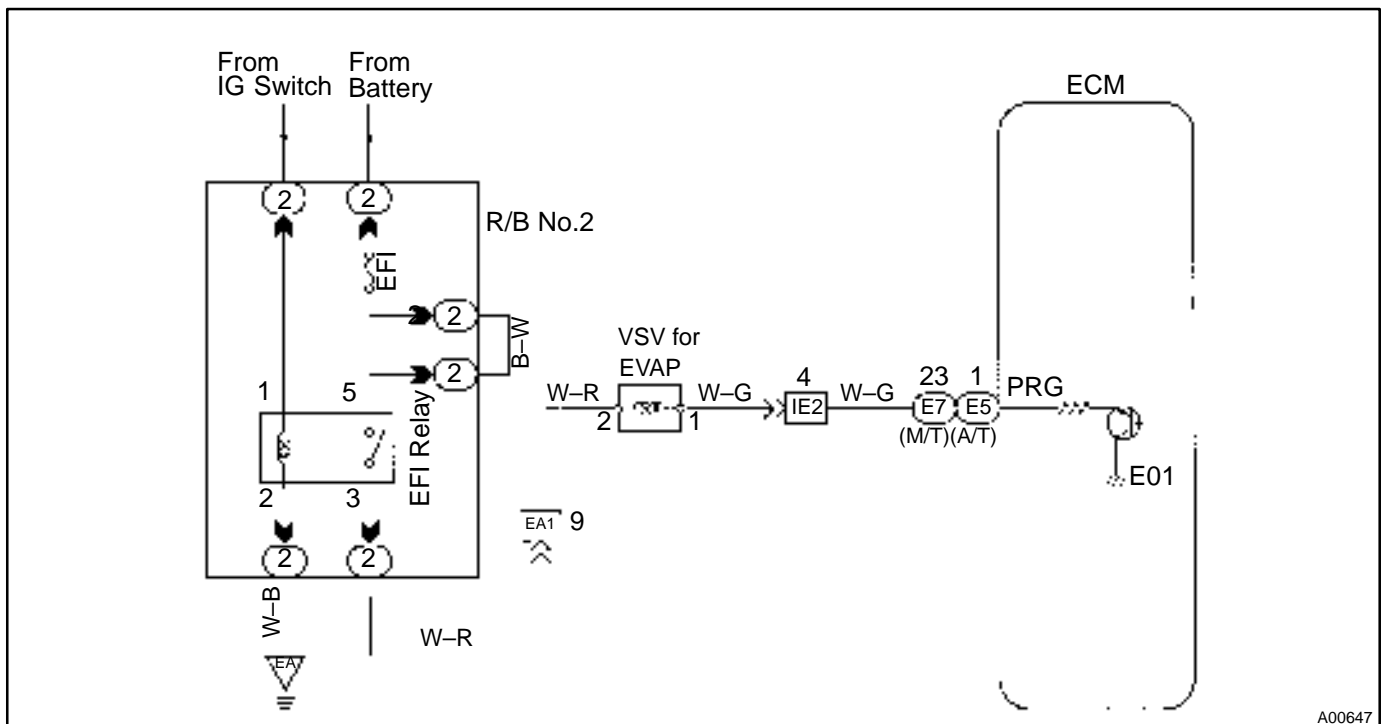 From
IG Switch
From
Battery
ECM
2
2
R/B No.2
EFI
2
B–W
2
VSV for
EVAP
1
5
EFI Relay
W–R
2
1
W–G
4
IE2
W–G
23
E7
(M/T)
1
E5
(A/T)
PRG
E01
2
3
EA1
9
2
2
W–B
W–R
EA
A00647